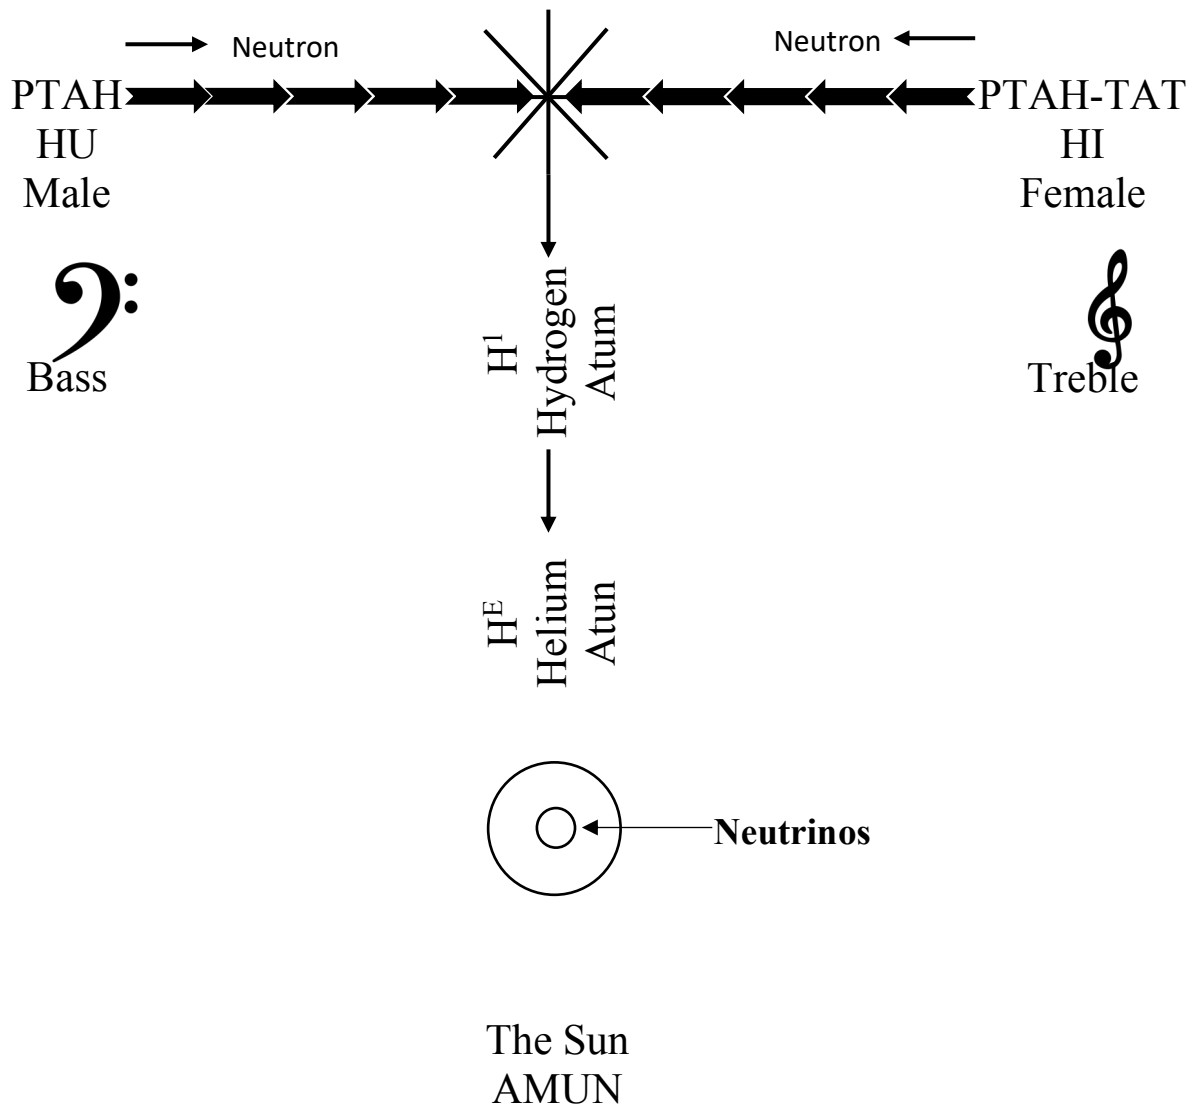 Neutron
Neutron
PTAH
HU
Male
PTAH-TAT
HI
Female
Bass
Treble
H¹
Hydrogen
Atum
Hᴱ
Helium
Atun
Neutrinos
The Sun
AMUN